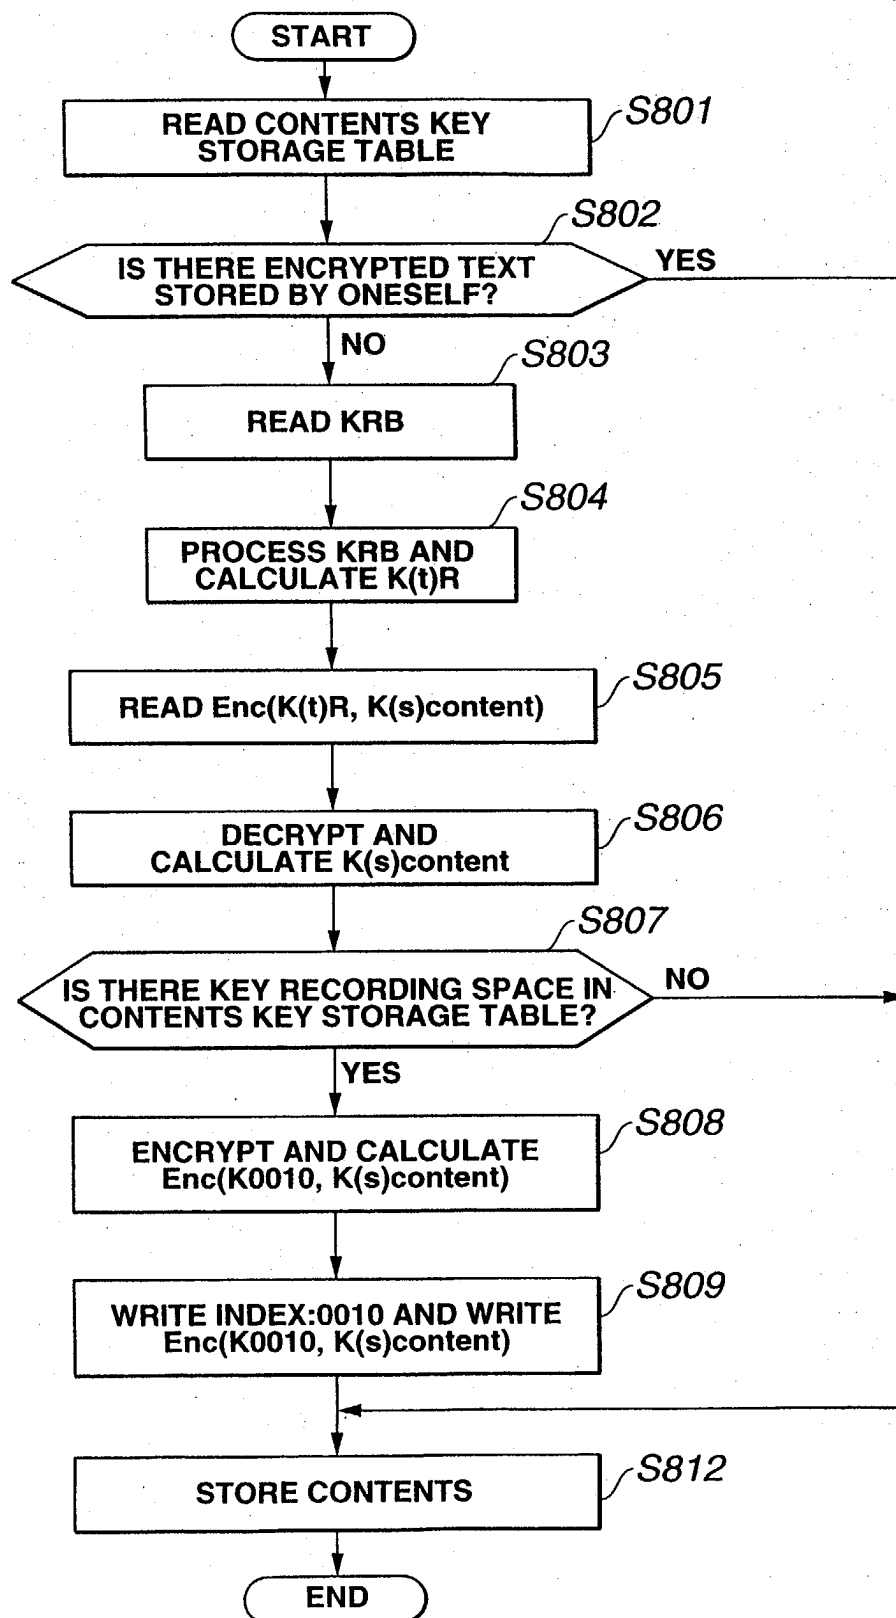 START
READ CONTENTS KEY
STORAGE TABLE
S801
S802
IS THERE ENCRYPTED TEXT
STORED BY ONESELF?
YES
NO
S803
READ KRB
S804
PROCESS KRB AND
CALCULATE K(t)R
S805
READ Enc(K(t)R, K(s)content)
S806
DECRYPT AND
CALCULATE K(s)content
S807
IS THERE KEY RECORDING SPACE IN
CONTENTS KEY STORAGE TABLE?
NO
YES
S808
ENCRYPT AND CALCULATE
Enc(K0010, K(s)content)
S809
WRITE INDEX:0010 AND WRITE
Enc(K0010, K(s)content)
S812
STORE CONTENTS
END